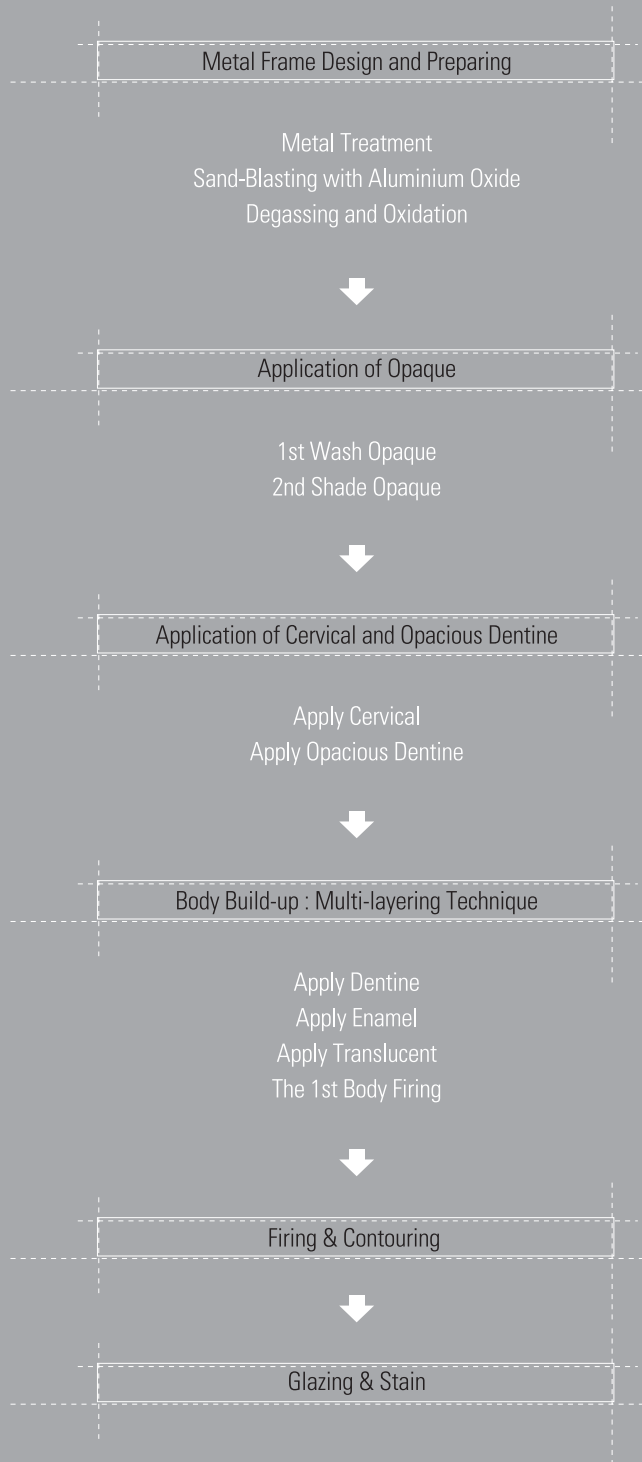 Metal Frame Design and Preparing
Metal Treatment
Sand-Blasting with Aluminium Oxide
Degassing and Oxidation
Application of Opaque
1st Wash Opaque
2nd Shade Opaque
Application of Cervical and Opacious Dentine
Apply Cervical
Apply Opacious Dentine
Body Build-up : Multi-layering Technique
Apply Dentine
Apply Enamel
Apply Translucent
The 1st Body Firing
Firing & Contouring
Glazing & Stain